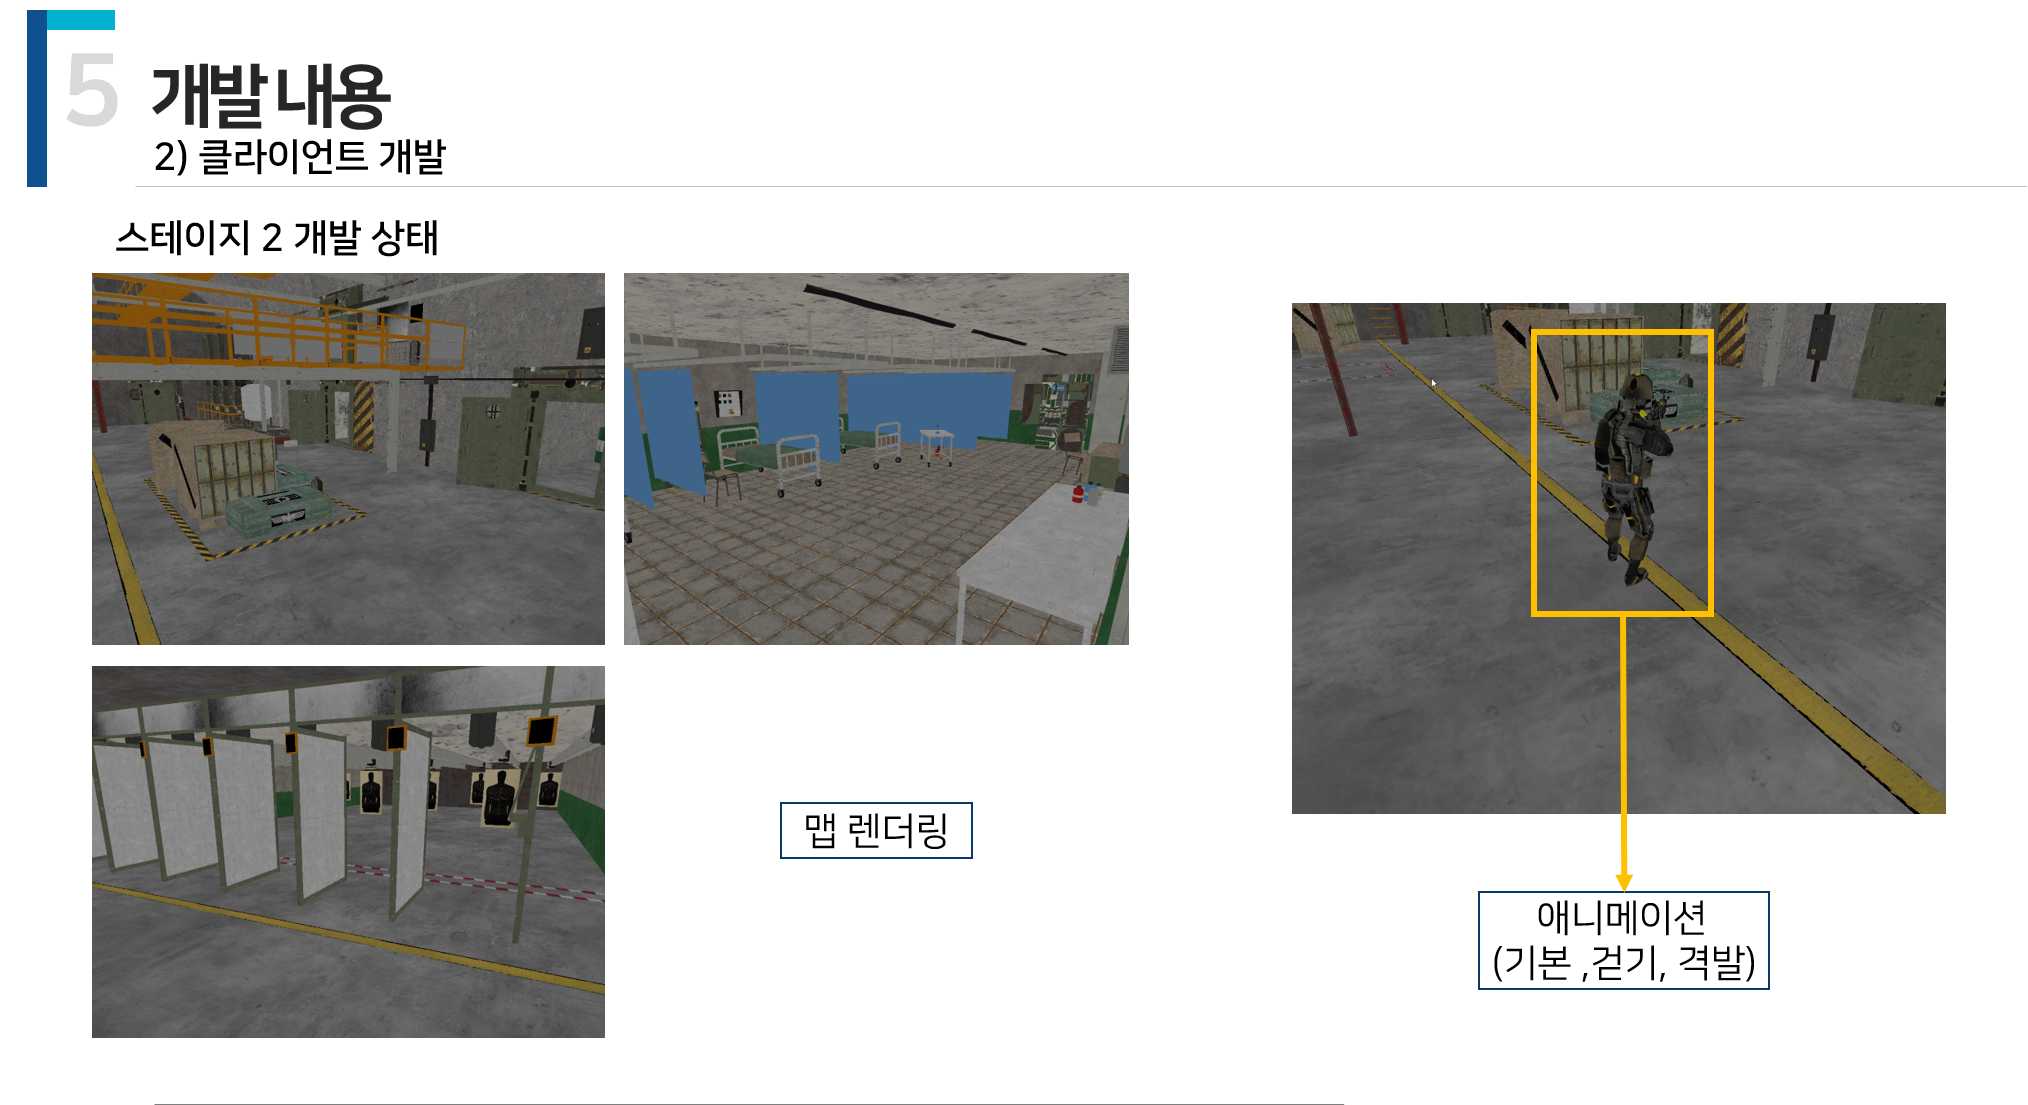 5
개발 내용
2) 클라이언트 개발
스테이지 2 개발 상태
맵 렌더링
애니메이션
(기본 ,걷기, 격발)